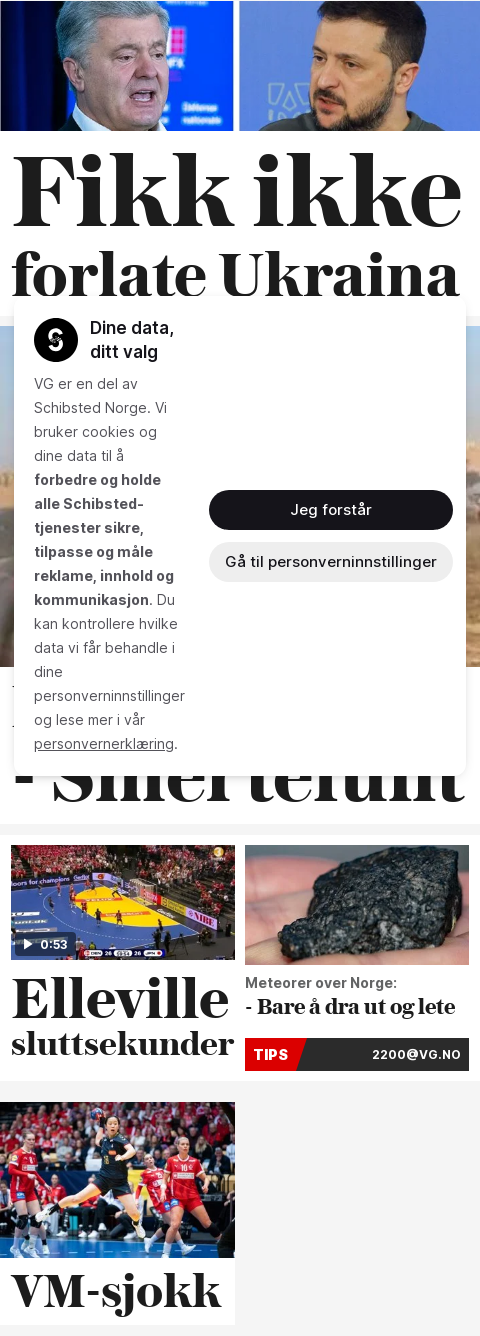 Fikk ikke
forlate Ukraina
Dine data,
ditt valg
VG er en del av
Schibsted Norge. Vi
bruker cookies og
dine data til å
forbedre og holde
alle Schibsted-
tjenester sikre,
tilpasse og måle
reklame, innhold og
kommunikasjon. Du
kan kontrollere hvilke
data vi får behandle i
dine
personverninnstillinger
og lese mer i vår
personvernerklæring.
Jeg forstår
Gå til personverninnstillinger
- Smertefullt
0:53
Elleville
sluttsekunder
Meteorer over Norge:
- Bare å dra ut og lete
TIPS
2200@VG.NO
VM-sjokk